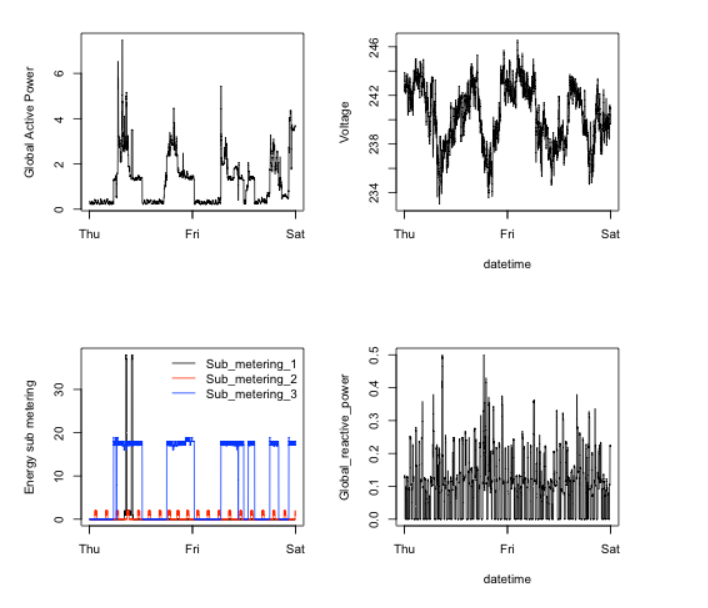 Global Active Power
6
4
2
0
Thu Fri Sat
Voltage
246
242
238
234
Thu Fri Sat
datetime
Energy sub metering
30
20
10
0
Sub_metering_1
Sub_metering_2
Sub_metering_3
Thu Fri Sat
Global_reactive_power
0.5
0.4
0.3
0.2
0.1
0.0
Thu Fri Sat
datetime